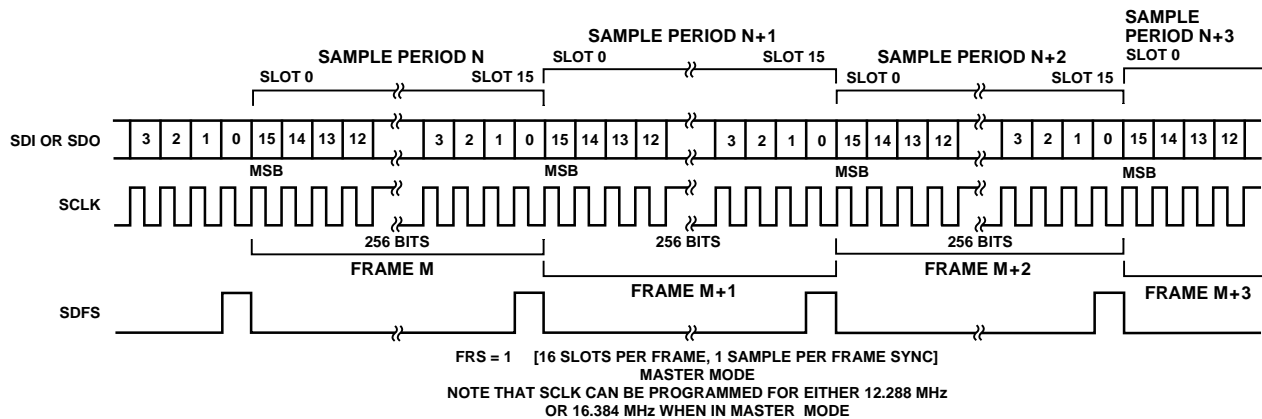 SAMPLE PERIOD N
SAMPLE PERIOD N+1
SAMPLE PERIOD N+2
SAMPLE
PERIOD N+3
SLOT 0 SLOT 15
SLOT 0 SLOT 15
SLOT 0 SLOT 15
SLOT 0
SDI OR SDO 3 2 1 0 15 14 13 12 3 2 1 0 15 14 13 12 3 2 1 0 15 14 13 12 3 2 1 0 15 14 13 12
MSB MSB MSB MSB
SCLK
256 BITS 256 BITS 256 BITS
FRAME M FRAME M+1 FRAME M+2 FRAME M+3
SDFS
FRS = 1 [16 SLOTS PER FRAME, 1 SAMPLE PER FRAME SYNC]
MASTER MODE
NOTE THAT SCLK CAN BE PROGRAMMED FOR EITHER 12.288 MHz
OR 16.384 MHz WHEN IN MASTER MODE